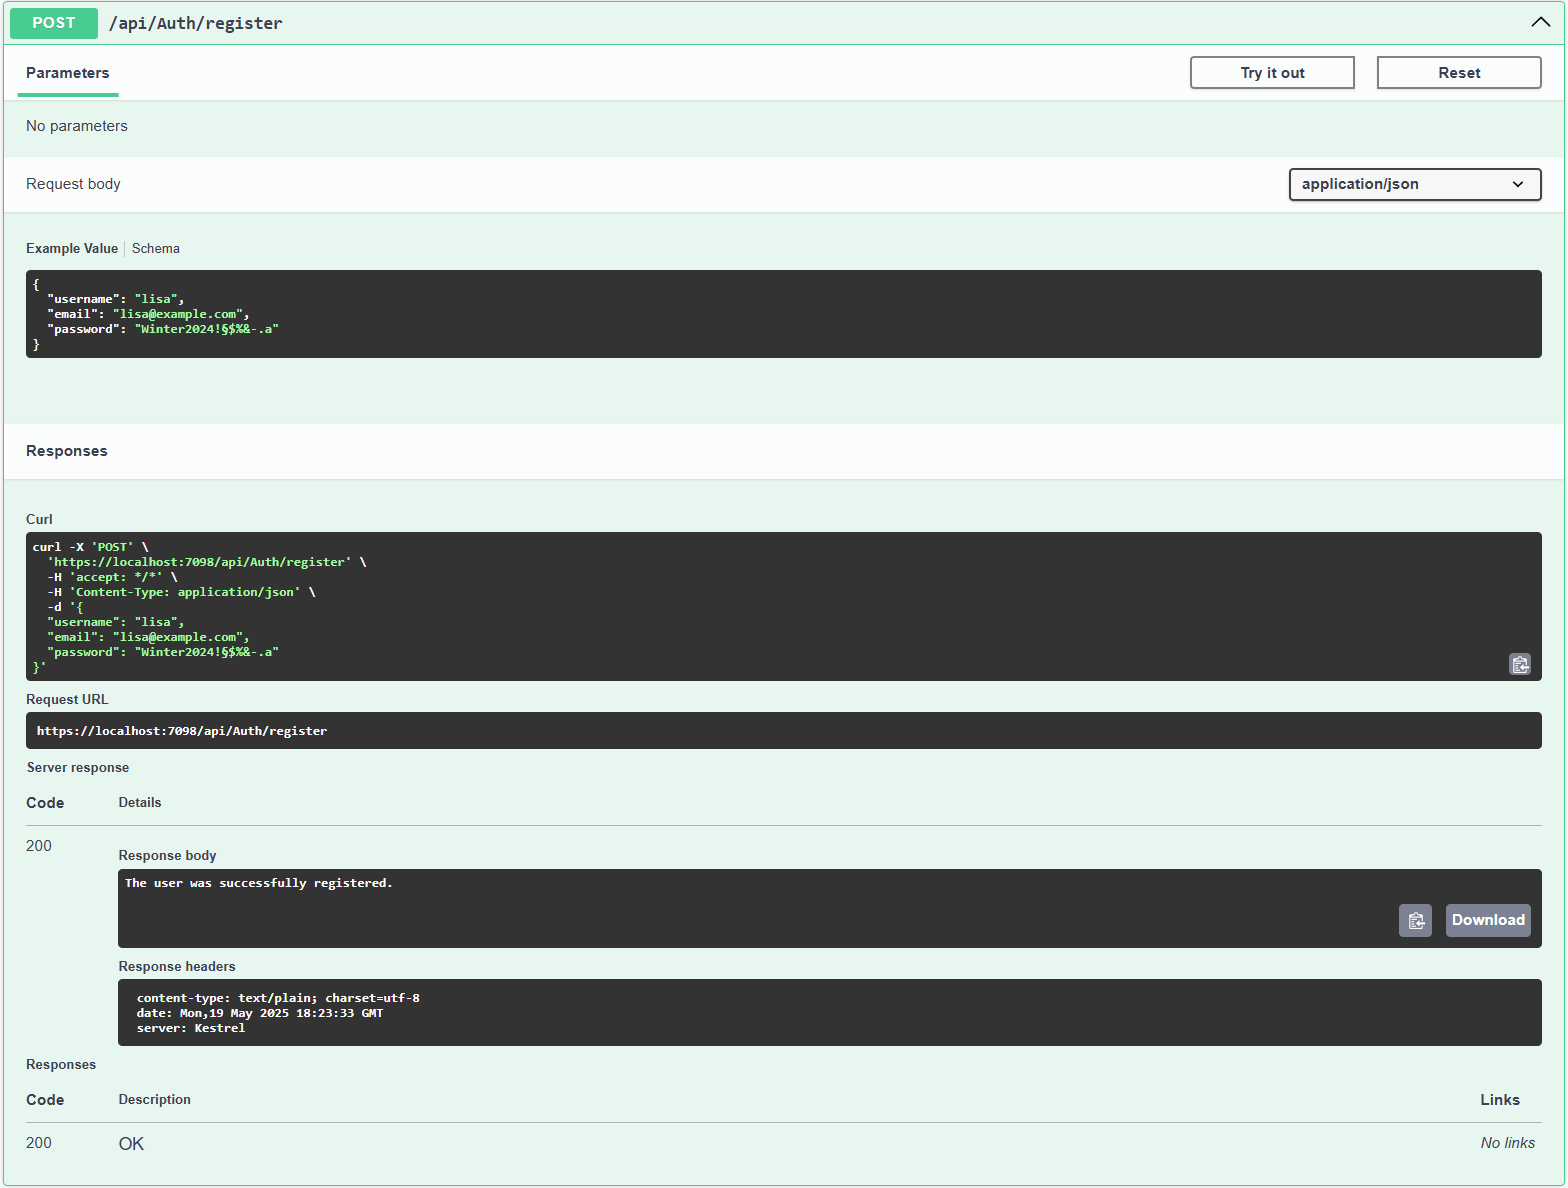 POST /api/Auth/register
Parameters Try it out Reset
No parameters
Request body application/json
Example Value Schema
{
"username": "lisa",
"email": "lisa@example.com",
"password": "Winter2024!§$%&-.a"
}
Responses
Curl
curl -X 'POST' \
'https://localhost:7098/api/Auth/register' \
-H 'accept: */*' \
-H 'Content-Type: application/json' \
-d '{
"username": "lisa",
"email": "lisa@example.com",
"password": "Winter2024!§$%&-.a"
}'
Request URL
https://localhost:7098/api/Auth/register
Server response
Code Details
200
Response body
The user was successfully registered.
Download
Response headers
content-type: text/plain; charset=utf-8
date: Mon,19 May 2025 18:23:33 GMT
server: Kestrel
Responses
Code Description Links
200 OK No links